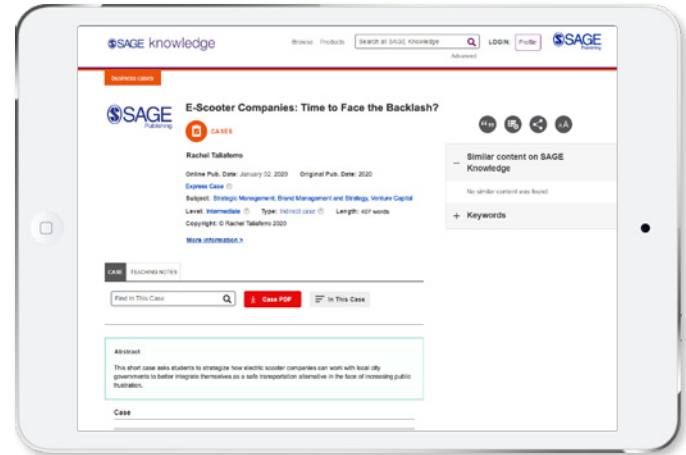 SAGE knowledge
Browse Products Search all SAGE Knowledge LOGIN: Profile SAGE Publishing
Advanced
business cases
SAGE Publishing
E-Scooter Companies: Time to Face the Backlash?
CASES
Rachel Taliaferro
Online Pub. Date: January 02, 2020 Original Pub. Date: 2020
Express Case
Subject: Strategic Management, Brand Management and Strategy, Venture Capital
Level: Intermediate Type: Indirect case Length: 407 words
Copyright: © Rachel Taliaferro 2020
More information >
AA
– Similar content on SAGE
Knowledge
No similar content was found
+ Keywords
CASE TEACHING NOTES
Find in This Case Case PDF In This Case
Abstract
This short case asks students to strategize how electric scooter companies can work with local city
governments to better integrate themselves as a safe transportation alternative in the face of increasing public
frustration.
Case